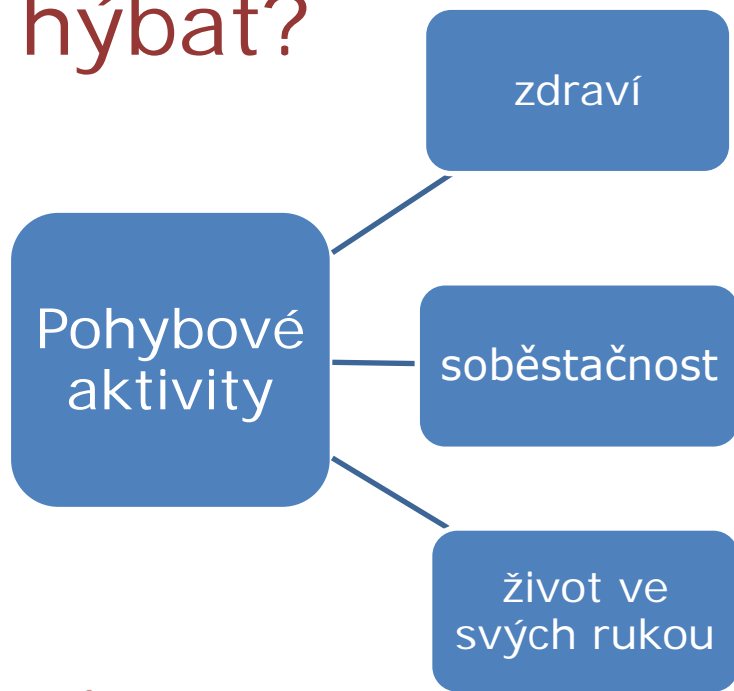 hýbat?
zdraví
Pohybové
aktivity
soběstačnost
život ve
svých rukou